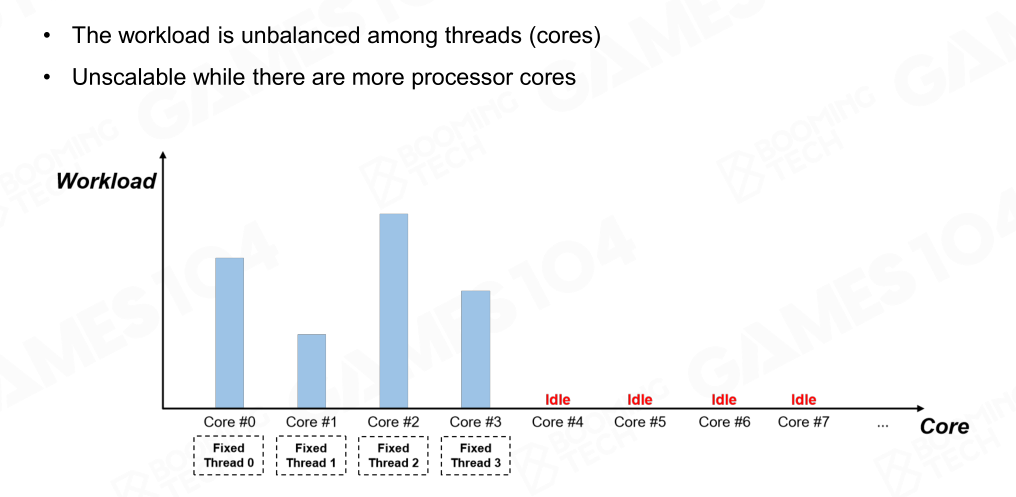 • The workload is unbalanced among threads (cores)
• Unscalable while there are more processor cores
BOOMING
TECH
GAMES104
Workload
Idle Idle Idle Idle
Core #0 Core #1 Core #2 Core #3 Core #4 Core #5 Core #6 Core #7 ... Core
Fixed Fixed Fixed Fixed
Thread 0 Thread 1 Thread 2 Thread 3